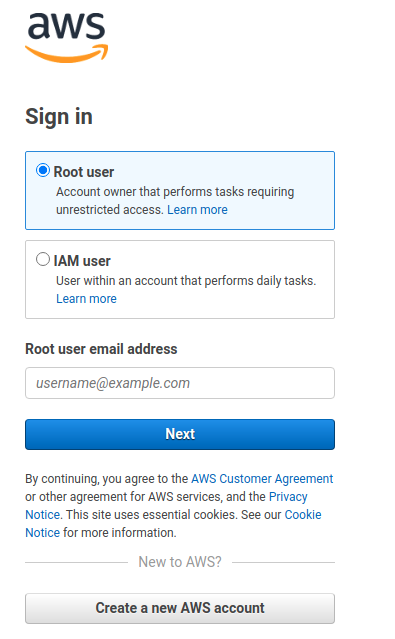 aws
Sign in
Root user
Account owner that performs tasks requiring
unrestricted access. Learn more
IAM user
User within an account that performs daily tasks.
Learn more
Root user email address
username@example.com
Next
By continuing, you agree to the AWS Customer Agreement
or other agreement for AWS services, and the Privacy
Notice. This site uses essential cookies. See our Cookie
Notice for more information.
New to AWS?
Create a new AWS account